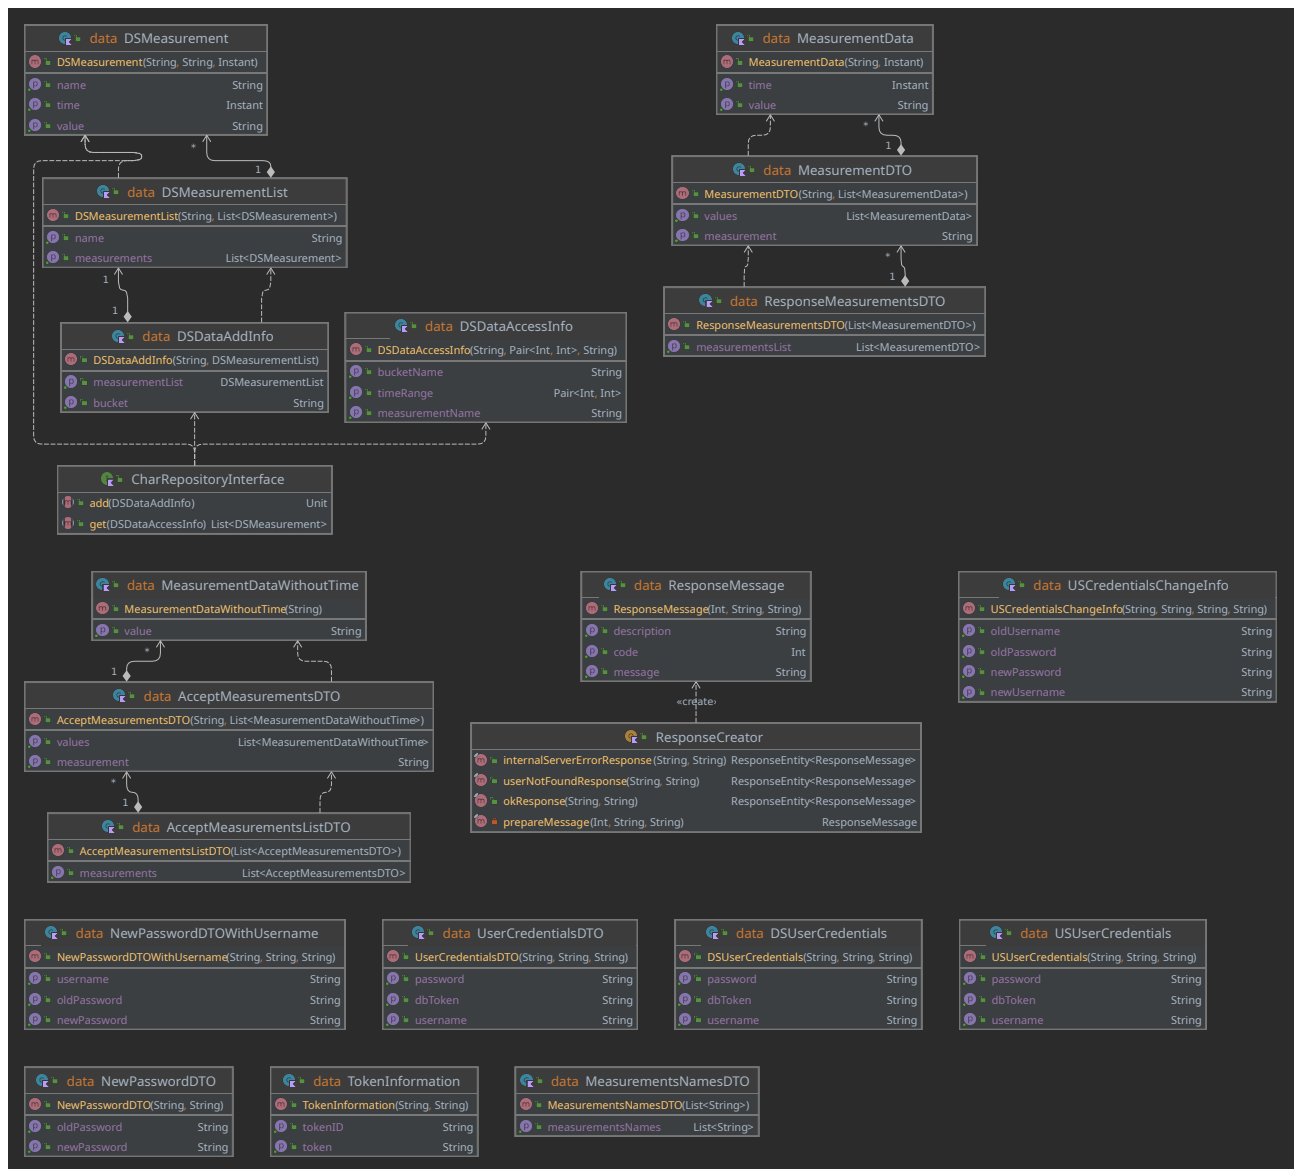 data DSMeasurement
DSMeasurement(String, String, Instant)
name String
time Instant
value String
* 1
data DSMeasurementList
DSMeasurementList(String, List<DSMeasurement>)
name String
measurements List<DSMeasurement>
1
1
data DSDataAddInfo
DSDataAddInfo(String, DSMeasurementList)
measurementList DSMeasurementList
bucket String
data DSDataAccessInfo
DSDataAccessInfo(String, Pair<Int, Int>, String)
bucketName String
timeRange Pair<Int, Int>
measurementName String
CharRepositoryInterface
add(DSDataAddInfo) Unit
get(DSDataAccessInfo) List<DSMeasurement>
data MeasurementData
MeasurementData(String, Instant)
time Instant
value String
*
1
data MeasurementDTO
MeasurementDTO(String, List<MeasurementData>)
values List<MeasurementData>
measurement String
*
1
data ResponseMeasurementsDTO
ResponseMeasurementsDTO(List<MeasurementDTO>)
measurementsList List<MeasurementDTO>
data MeasurementDataWithoutTime
MeasurementDataWithoutTime(String)
value String
*
1
data AcceptMeasurementsDTO
AcceptMeasurementsDTO(String, List<MeasurementDataWithoutTime>)
values List<MeasurementDataWithoutTime>
measurement String
*
1
data AcceptMeasurementsListDTO
AcceptMeasurementsListDTO(List<AcceptMeasurementsDTO>)
measurements List<AcceptMeasurementsDTO>
data ResponseMessage
ResponseMessage(Int, String, String)
description String
code Int
message String
«create»
ResponseCreator
internalServerErrorResponse(String, String) ResponseEntity<ResponseMessage>
userNotFoundResponse(String, String) ResponseEntity<ResponseMessage>
okResponse(String, String) ResponseEntity<ResponseMessage>
prepareMessage(Int, String, String) ResponseMessage
data USCredentialsChangeInfo
USCredentialsChangeInfo(String, String, String, String)
oldUsername String
oldPassword String
newPassword String
newUsername String
data NewPasswordDTOWithUsername
NewPasswordDTOWithUsername(String, String, String)
username String
oldPassword String
newPassword String
data UserCredentialsDTO
UserCredentialsDTO(String, String, String)
password String
dbToken String
username String
data DSUserCredentials
DSUserCredentials(String, String, String)
password String
dbToken String
username String
data USUserCredentials
USUserCredentials(String, String, String)
password String
dbToken String
username String
data NewPasswordDTO
NewPasswordDTO(String, String)
oldPassword String
newPassword String
data TokenInformation
TokenInformation(String, String)
tokenID String
token String
data MeasurementsNamesDTO
MeasurementsNamesDTO(List<String>)
measurementsNames List<String>